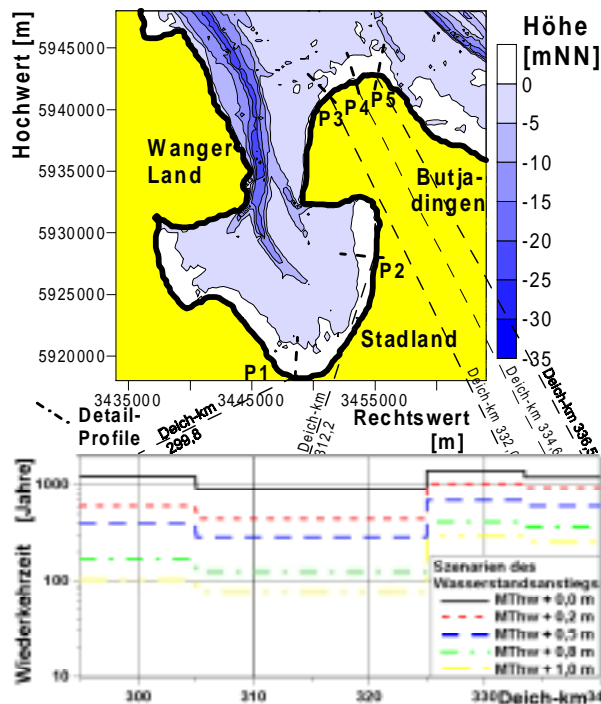 Hochwert [m]
5945000
5940000
5935000
5930000
5925000
5920000
Höhe
[mNN]
0
-5
-10
-15
-20
-25
-30
-35
Wanger
Land
Butja-
dingen
Stadland
P1
P2
P3
P4
P5
3435000
3445000
3455000
Rechtswert
[m]
Detail-
Profile
Deich-km
299,8
Deich-km
312,2
Deich-km 332,
Deich-km 334,6
Deich-km 336,5
Wiederkehrzeit [Jahre]
1000
100
10
Szenarien des
Wasserstandsanstiegs
MThw + 0,0 m
MThw + 0,2 m
MThw + 0,5 m
MThw + 0,8 m
MThw + 1,0 m
300
310
320
330
34
Deich-km